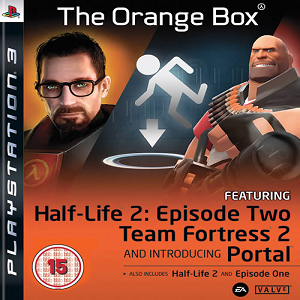 The Orange Box®
PLAYSTATION 3
FEATURING
Half-Life 2: Episode Two
Team Fortress 2
AND INTRODUCING Portal
• ALSO INCLUDES Half-Life 2 AND Episode One
15
EA
VALVE